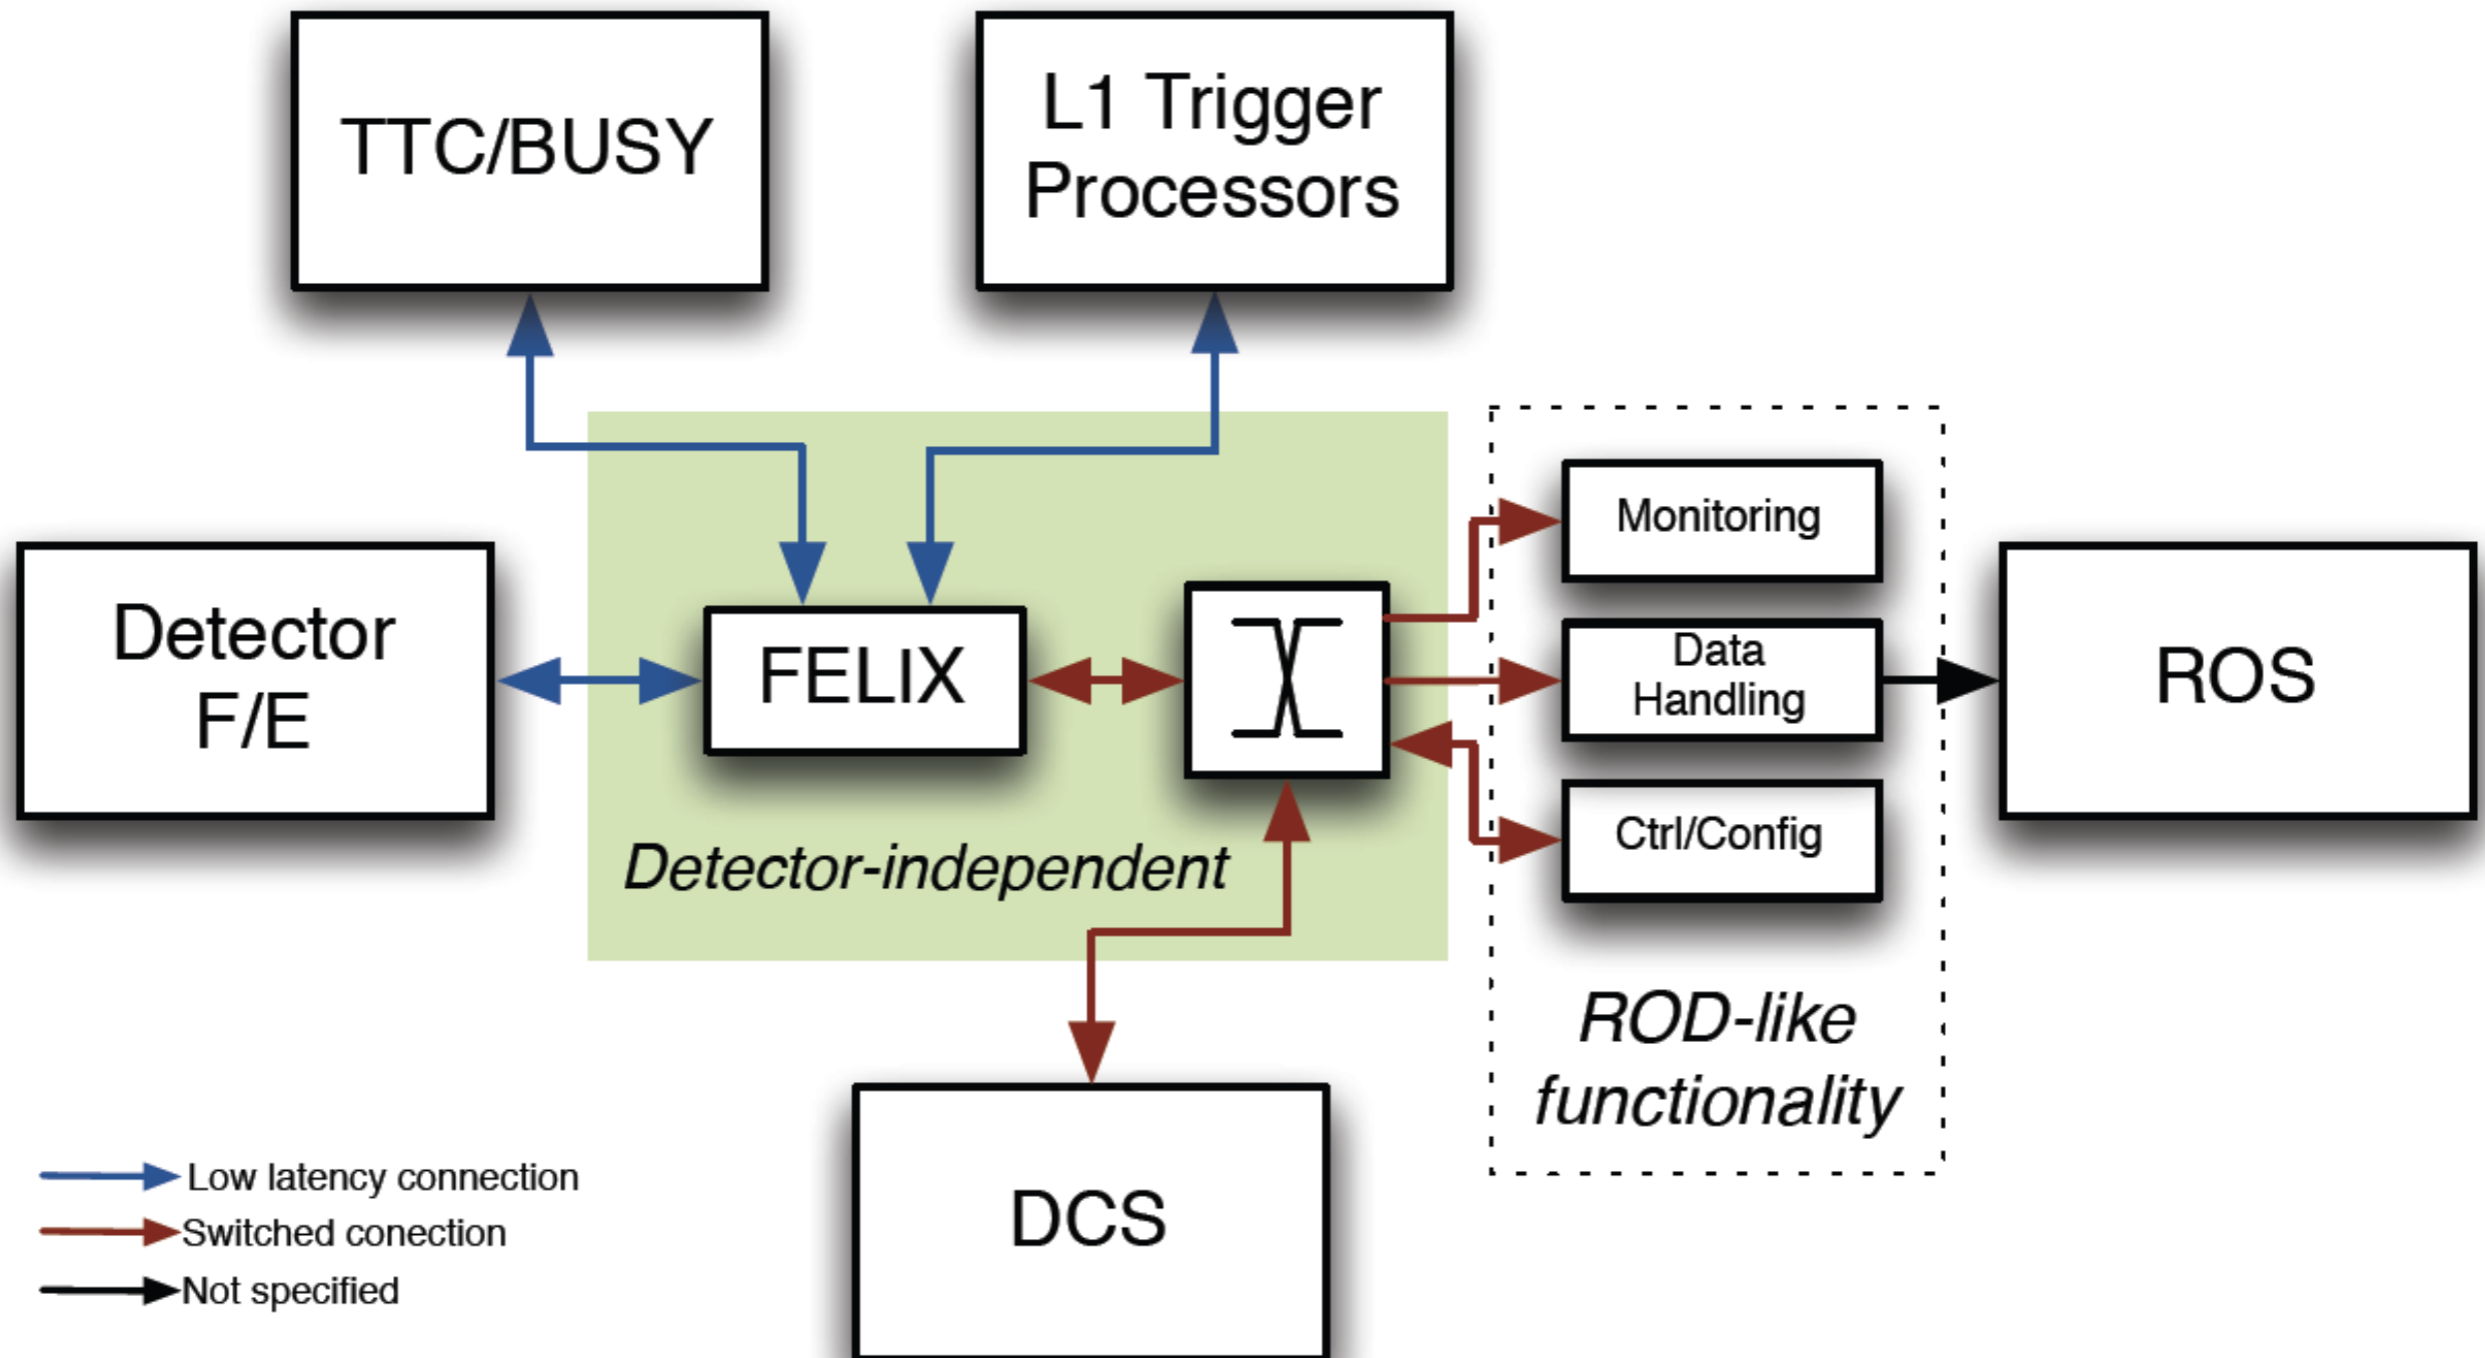 TTC/BUSY
L1 Trigger
Processors
Detector
F/E
FELIX
Detector-independent
Monitoring
Data
Handling
Ctrl/Config
ROD-like
functionality
ROS
DCS
Low latency connection
Switched conection
Not specified